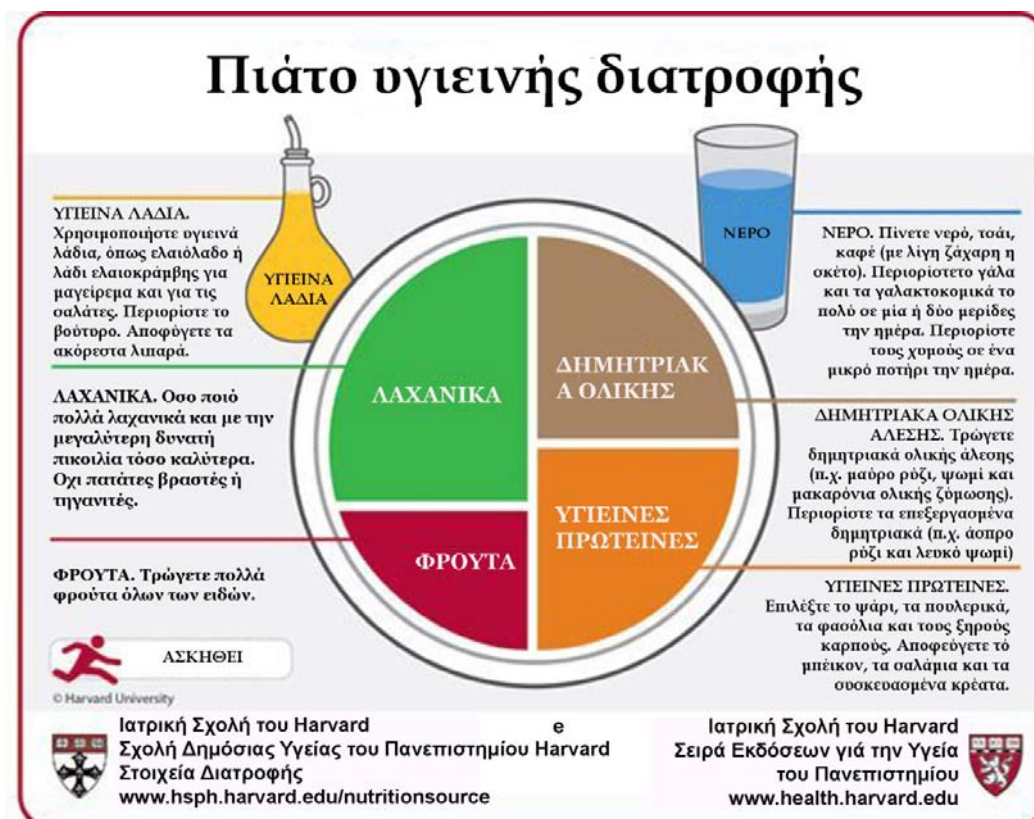 Πιάτο υγιεινής διατροφής
ΥΓΙΕΙΝΑ ΛΑΔΙΑ.
Χρησιμοποιήστε υγιεινά
λάδια, όπως ελαιόλαδο ή
λάδι ελαιοκράμβης για
μαγείρεμα και για τις
σαλάτες. Περιορίστε το
βούτυρο. Αποφύγετε τα
ακόρεστα λιπαρά.
ΥΓΙΕΙΝΑ
ΛΑΔΙΑ
ΛΑΧΑΝΙΚΑ. Οσο ποιό
πολλά λαχανικά και με την
μεγαλύτερη δυνατή
πικοιλία τόσο καλύτερα.
Οχι πατάτες βραστές ή
τηγανιτές.
ΦΡΟΥΤΑ. Τρώγετε πολλά
φρούτα όλων των ειδών.
ΑΣΚΗΘΕΙ
© Harvard University
ΛΑΧΑΝΙΚΑ
ΦΡΟΥΤΑ
ΔΗΜΗΤΡΙΑΚ
Α ΟΛΙΚΗΣ
ΥΓΙΕΙΝΕΣ
ΠΡΩΤΕΙΝΕΣ
ΝΕΡΟ
ΝΕΡΟ. Πίνετε νερό, τσάι,
καφέ (με λίγη ζάχαρη η
σκέτο). Περιορίστετο γάλα
και τα γαλακτοκομικά το
πολύ σε μία ή δύο μερίδες
την ημέρα. Περιορίστε
τους χυμούς σε ένα
μικρό ποτήρι την ημέρα.
ΔΗΜΗΤΡΙΑΚΑ ΟΛΙΚΗΣ
ΑΛΕΣΗΣ. Τρώγετε
δημητριακά ολικής άλεσης
(π.χ. μαύρο ρύζι, ψωμί και
μακαρόνια ολικής ζύμωσης).
Περιορίστε τα επεξεργασμένα
δημητριακά (π.χ. άσπρο
ρύζι και λευκό ψωμί)
ΥΓΙΕΙΝΕΣ ΠΡΩΤΕΙΝΕΣ.
Επιλέξτε το ψάρι, τα πουλερικά,
τα φασόλια και τους ξηρούς
καρπούς. Αποφεύγετε τό
μπέικον, τα σαλάμια και τα
συσκευασμένα κρέατα.
Ιατρική Σχολή του Harvard e
Σχολή Δημόσιας Υγείας του Πανεπιστημίου Harvard
Στοιχεία Διατροφής
www.hsph.harvard.edu/nutritionsource
Ιατρική Σχολή του Harvard
Σειρά Εκδόσεων γιά την Υγεία
του Πανεπιστημίου
www.health.harvard.edu